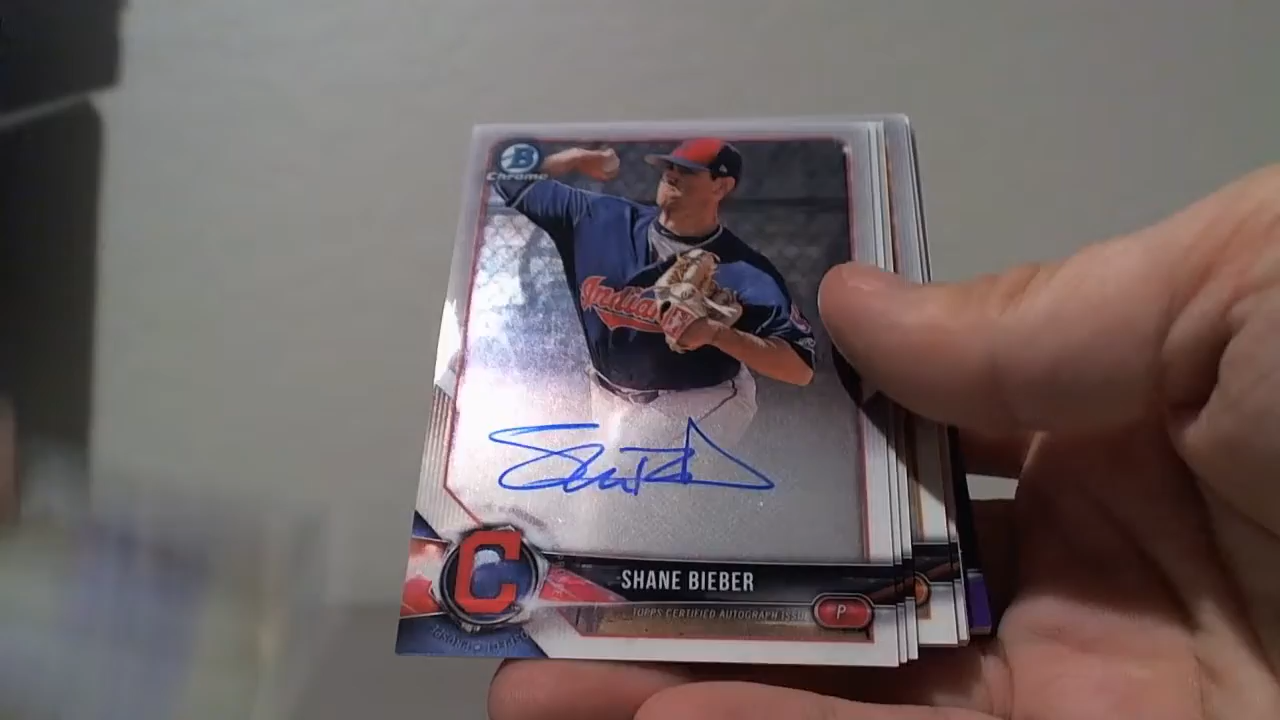 B
Chrome
Indians
C
SHANE BIEBER
TOPPS CERTIFIED AUTOGRAPH ISSUE
P